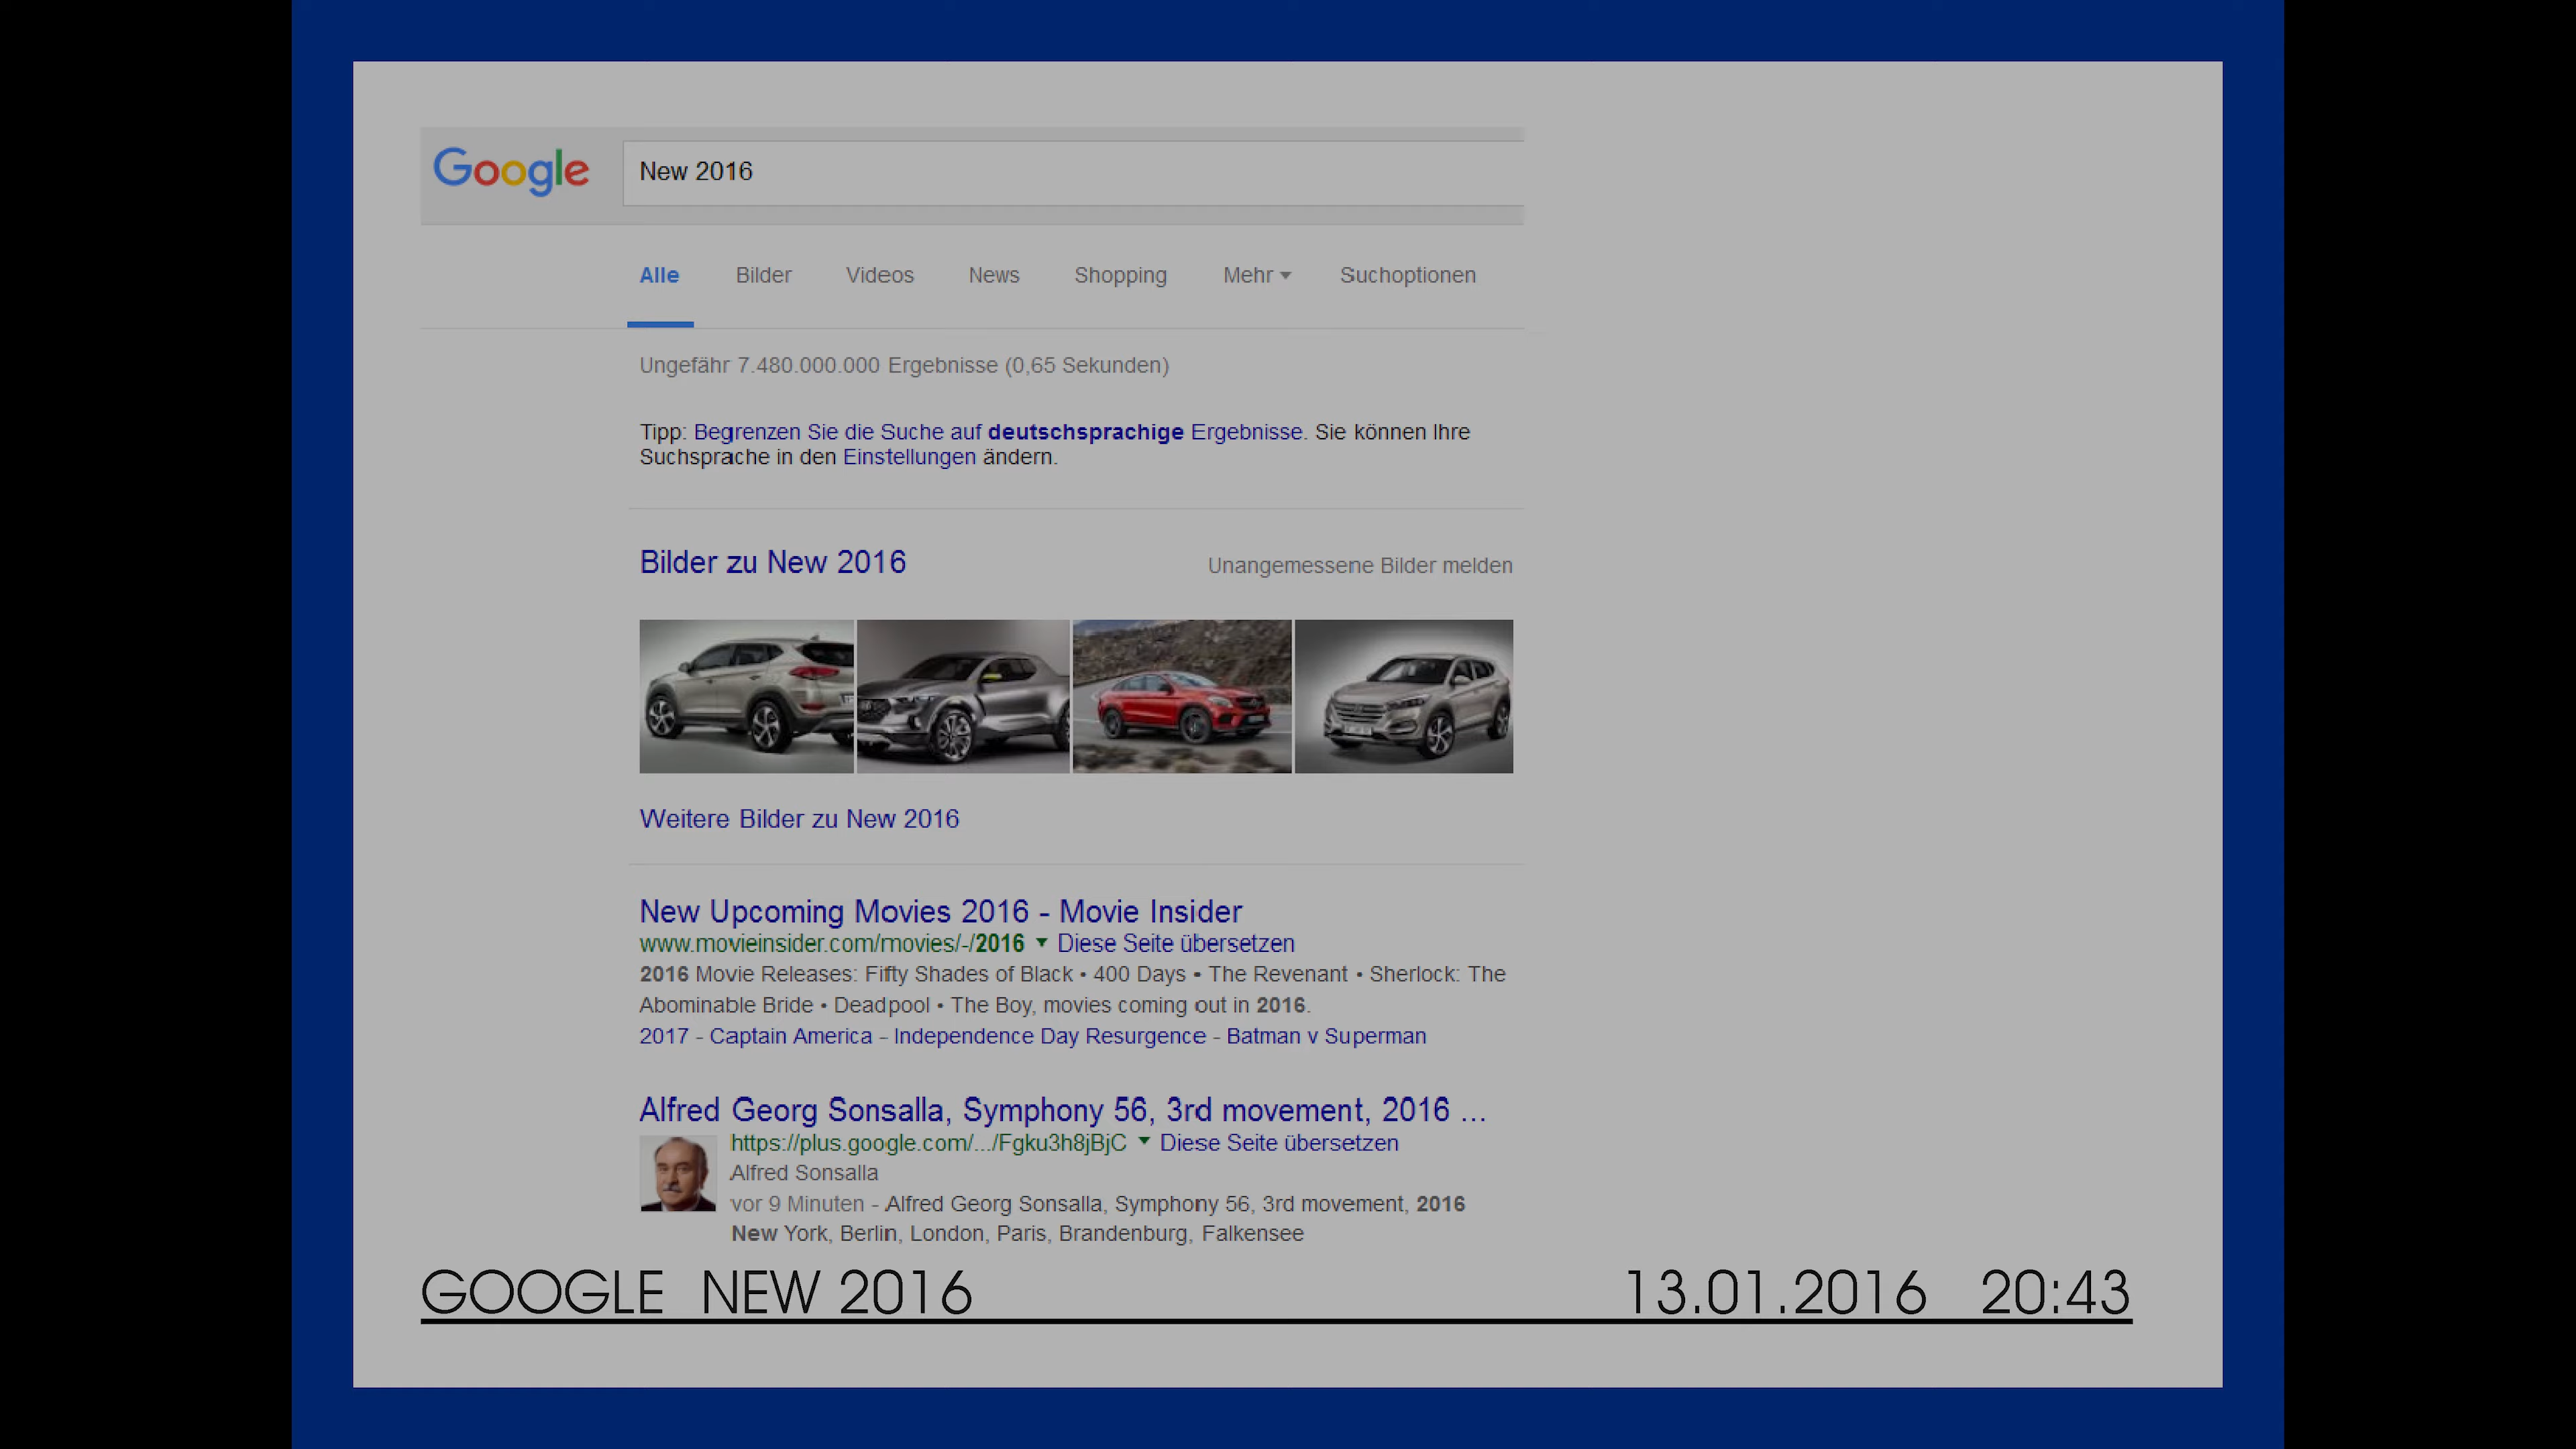 Google New 2016
Alle Bilder Videos News Shopping Mehr Suchoptionen
Ungefähr 7.480.000.000 Ergebnisse (0,65 Sekunden)
Tipp: Begrenzen Sie die Suche auf deutschsprachige Ergebnisse. Sie können Ihre
Suchsprache in den Einstellungen ändern.
Bilder zu New 2016 Unangemessene Bilder melden
Weitere Bilder zu New 2016
New Upcoming Movies 2016 - Movie Insider
www.movieinsider.com/movies/-/2016 Diese Seite übersetzen
2016 Movie Releases: Fifty Shades of Black • 400 Days • The Revenant • Sherlock: The
Abominable Bride • Deadpool • The Boy, movies coming out in 2016.
2017 - Captain America - Independence Day Resurgence - Batman v Superman
Alfred Georg Sonsalla, Symphony 56, 3rd movement, 2016 ...
https://plus.google.com/.../Fgku3h8jBjC Diese Seite übersetzen
Alfred Sonsalla
vor 9 Minuten - Alfred Georg Sonsalla, Symphony 56, 3rd movement, 2016
New York, Berlin, London, Paris, Brandenburg, Falkensee
GOOGLE NEW 2016 13.01.2016 20:43